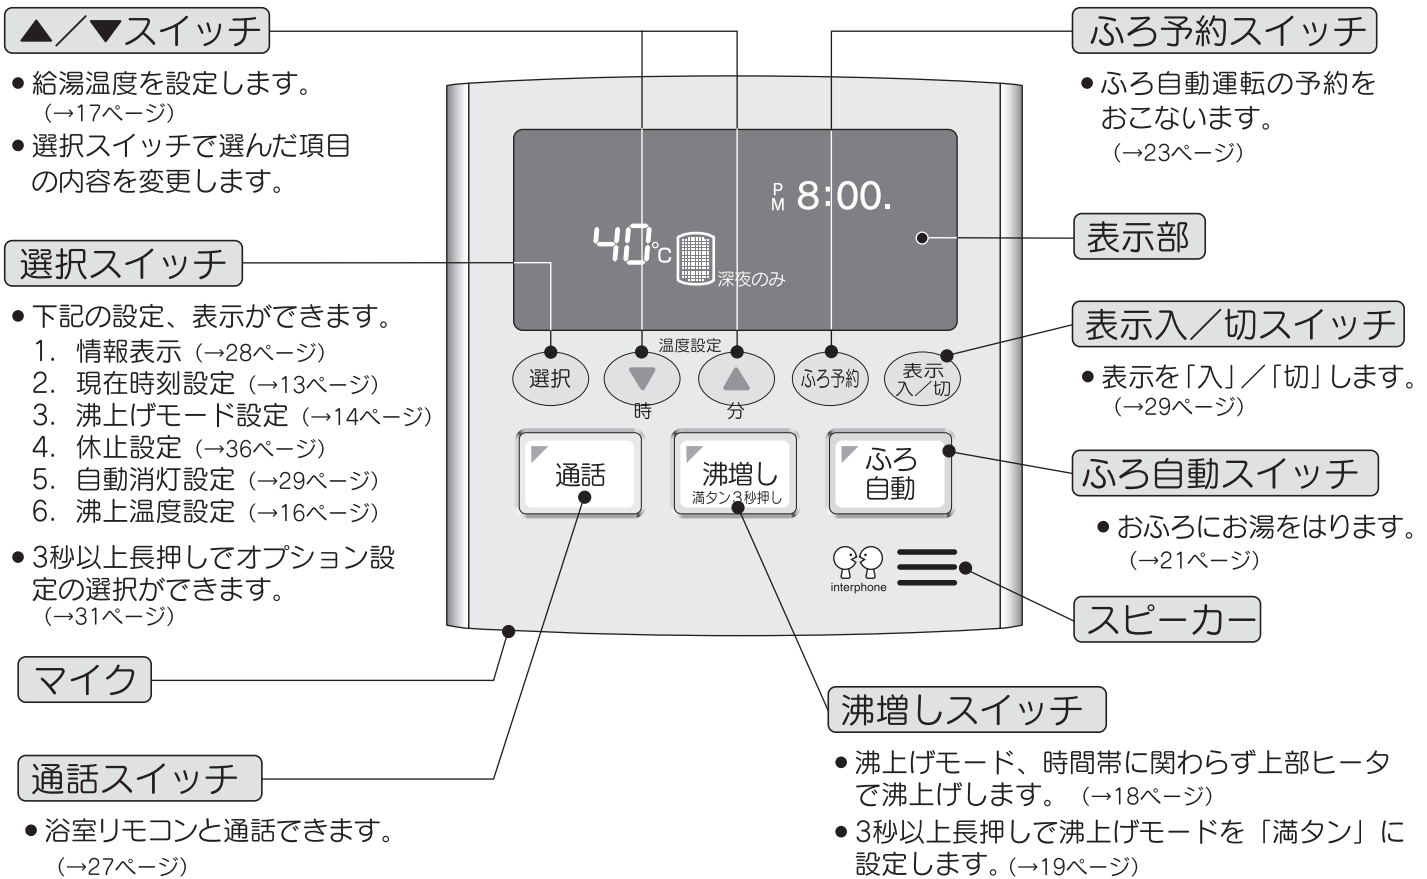 ▲／▼スイッチ
● 給湯温度を設定します。
（→17ページ）
● 選択スイッチで選んだ項目
の内容を変更します。
選択スイッチ
● 下記の設定、表示ができます。
1. 情報表示（→28ページ）
2. 現在時刻設定（→13ページ）
3. 沸上げモード設定（→14ページ）
4. 休止設定（→36ページ）
5. 自動消灯設定（→29ページ）
6. 沸上温度設定（→16ページ）
● 3秒以上長押しでオプション設
定の選択ができます。
（→31ページ）
マイク
通話スイッチ
● 浴室リモコンと通話できます。
（→27ページ）
PM 8:00.
40℃
深夜のみ
温度設定
選択
▼
▲
ふろ予約
表示
入／切
時
分
通話
沸増し
満タン3秒押し
ふろ
自動
interphone
ふろ予約スイッチ
● ふろ自動運転の予約を
おこないます。
（→23ページ）
表示部
表示入／切スイッチ
● 表示を「入」／「切」します。
（→29ページ）
ふろ自動スイッチ
● おふろにお湯をはります。
（→21ページ）
スピーカー
沸増しスイッチ
● 沸上げモード、時間帯に関わらず上部ヒータ
で沸上げします。（→18ページ）
● 3秒以上長押しで沸上げモードを「満タン」に
設定します。（→19ページ）